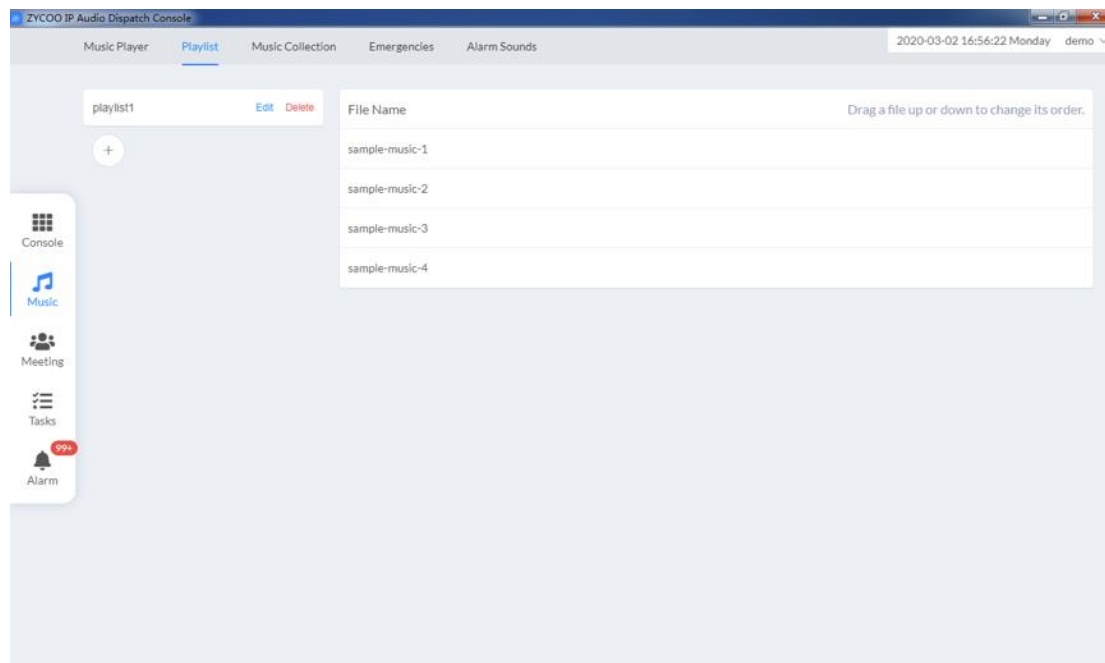 ZYCOO IP Audio Dispatch Console
Music Player Playlist Music Collection Emergencies Alarm Sounds 2020-03-02 16:56:22 Monday demo
playlist1 Edit Delete
File Name Drag a file up or down to change its order.
sample-music-1
sample-music-2
sample-music-3
sample-music-4
Console
Music
Meeting
Tasks
99+
Alarm